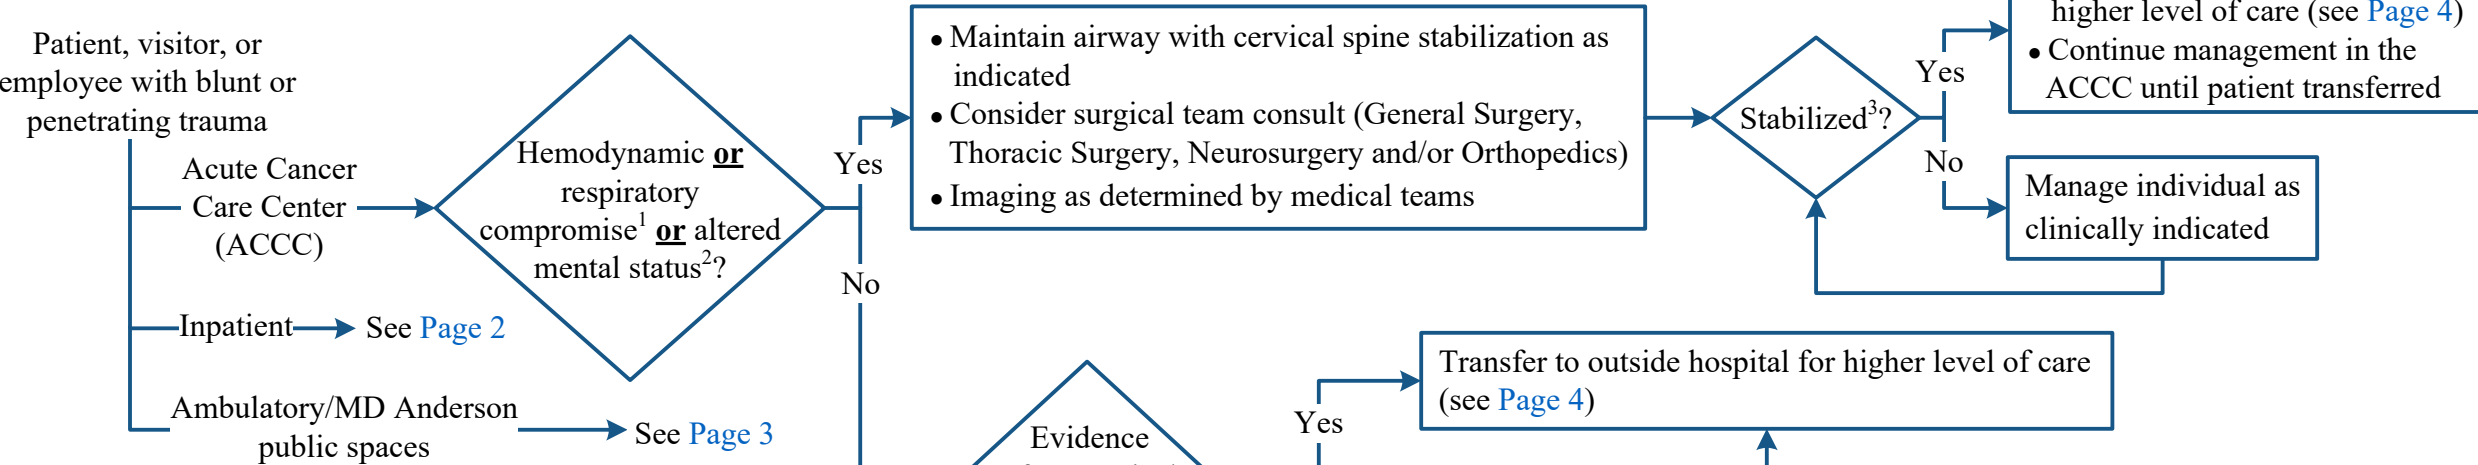 Patient, visitor, or
employee with blunt or
penetrating trauma
Acute Cancer
Care Center
(ACCC)
Inpatient
See Page 2
Ambulatory/MD Anderson
public spaces
See Page 3
Hemodynamic or
respiratory
compromise¹ or altered
mental status²?
Yes
No
• Maintain airway with cervical spine stabilization as
indicated
• Consider surgical team consult (General Surgery,
Thoracic Surgery, Neurosurgery and/or Orthopedics)
• Imaging as determined by medical teams
Stabilized³?
Yes
No
higher level of care (see Page 4)
• Continue management in the
ACCC until patient transferred
Manage individual as
clinically indicated
Evidence
Yes
Transfer to outside hospital for higher level of care
(see Page 4)